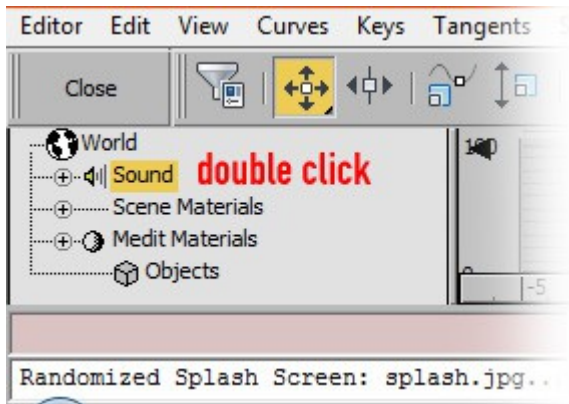 Editor Edit View Curves Keys Tangents
Close
World
Sound double click
Scene Materials
Medit Materials
Objects
-5
Randomized Splash Screen: splash.jpg..